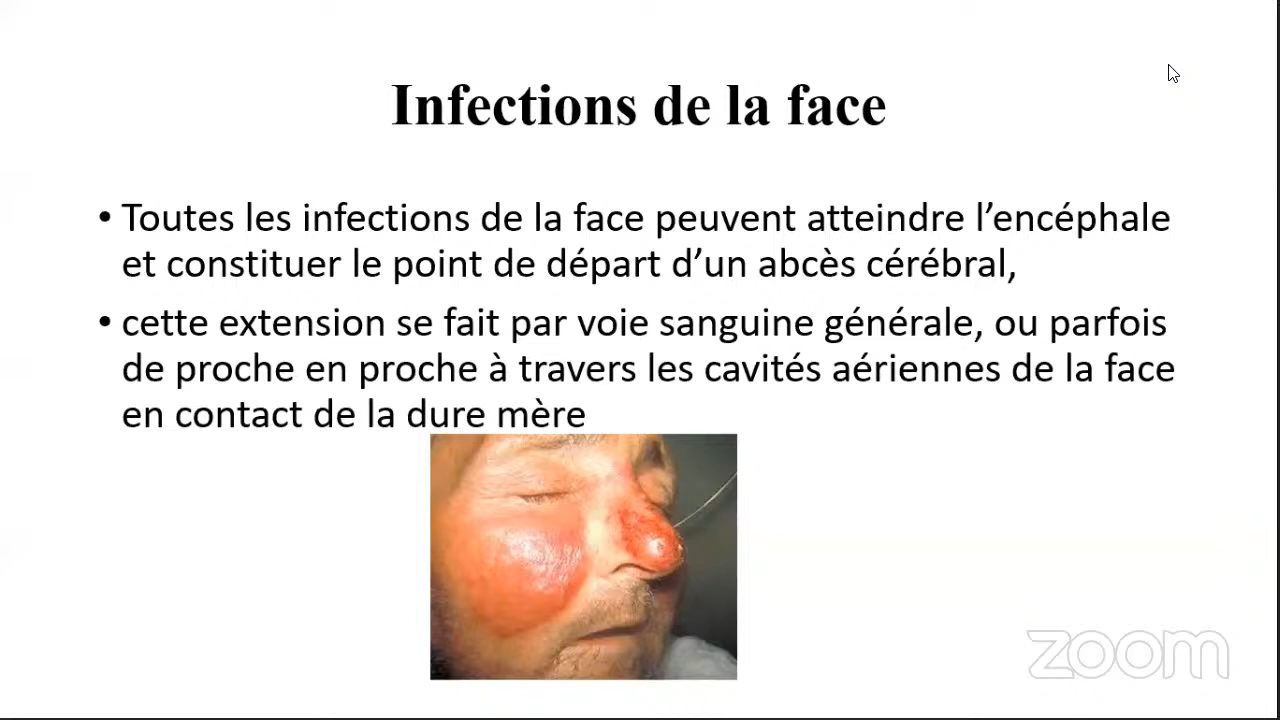 Infections de la face
• Toutes les infections de la face peuvent atteindre l’encéphale
et constituer le point de départ d’un abcès cérébral,
• cette extension se fait par voie sanguine générale, ou parfois
de proche en proche à travers les cavités aériennes de la face
en contact de la dure mère
zoom